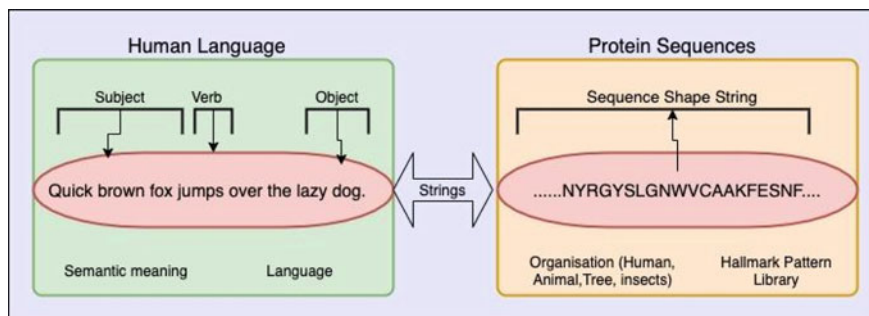 Human Language
Subject
Verb
Object
Quick brown fox jumps over the lazy dog.
Semantic meaning
Language
Strings
Protein Sequences
Sequence Shape String
......NYRGYSLGNWVCAAKFESNF....
Organisation (Human,
Animal,Tree, insects)
Hallmark Pattern
Library